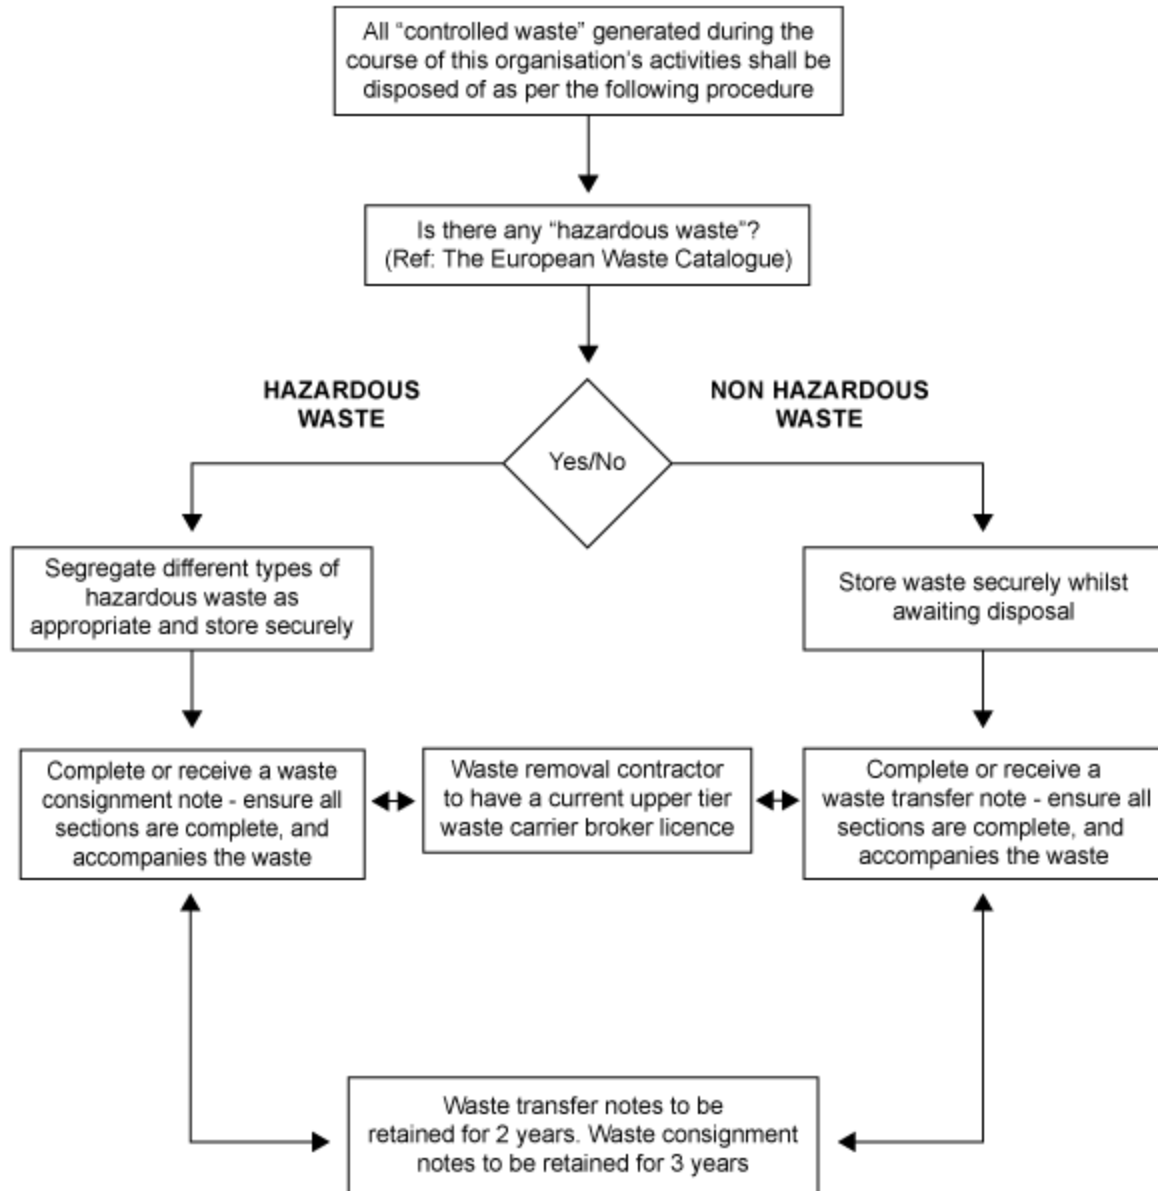 All “controlled waste” generated during the
course of this organisation’s activities shall be
disposed of as per the following procedure
Is there any “hazardous waste”?
(Ref: The European Waste Catalogue)
HAZARDOUS
WASTE
NON HAZARDOUS
WASTE
Yes/No
Segregate different types of
hazardous waste as
appropriate and store securely
Store waste securely whilst
awaiting disposal
Complete or receive a waste
consignment note - ensure all
sections are complete, and
accompanies the waste
Waste removal contractor
to have a current upper tier
waste carrier broker licence
Complete or receive a
waste transfer note - ensure all
sections are complete, and
accompanies the waste
Waste transfer notes to be
retained for 2 years. Waste consignment
notes to be retained for 3 years